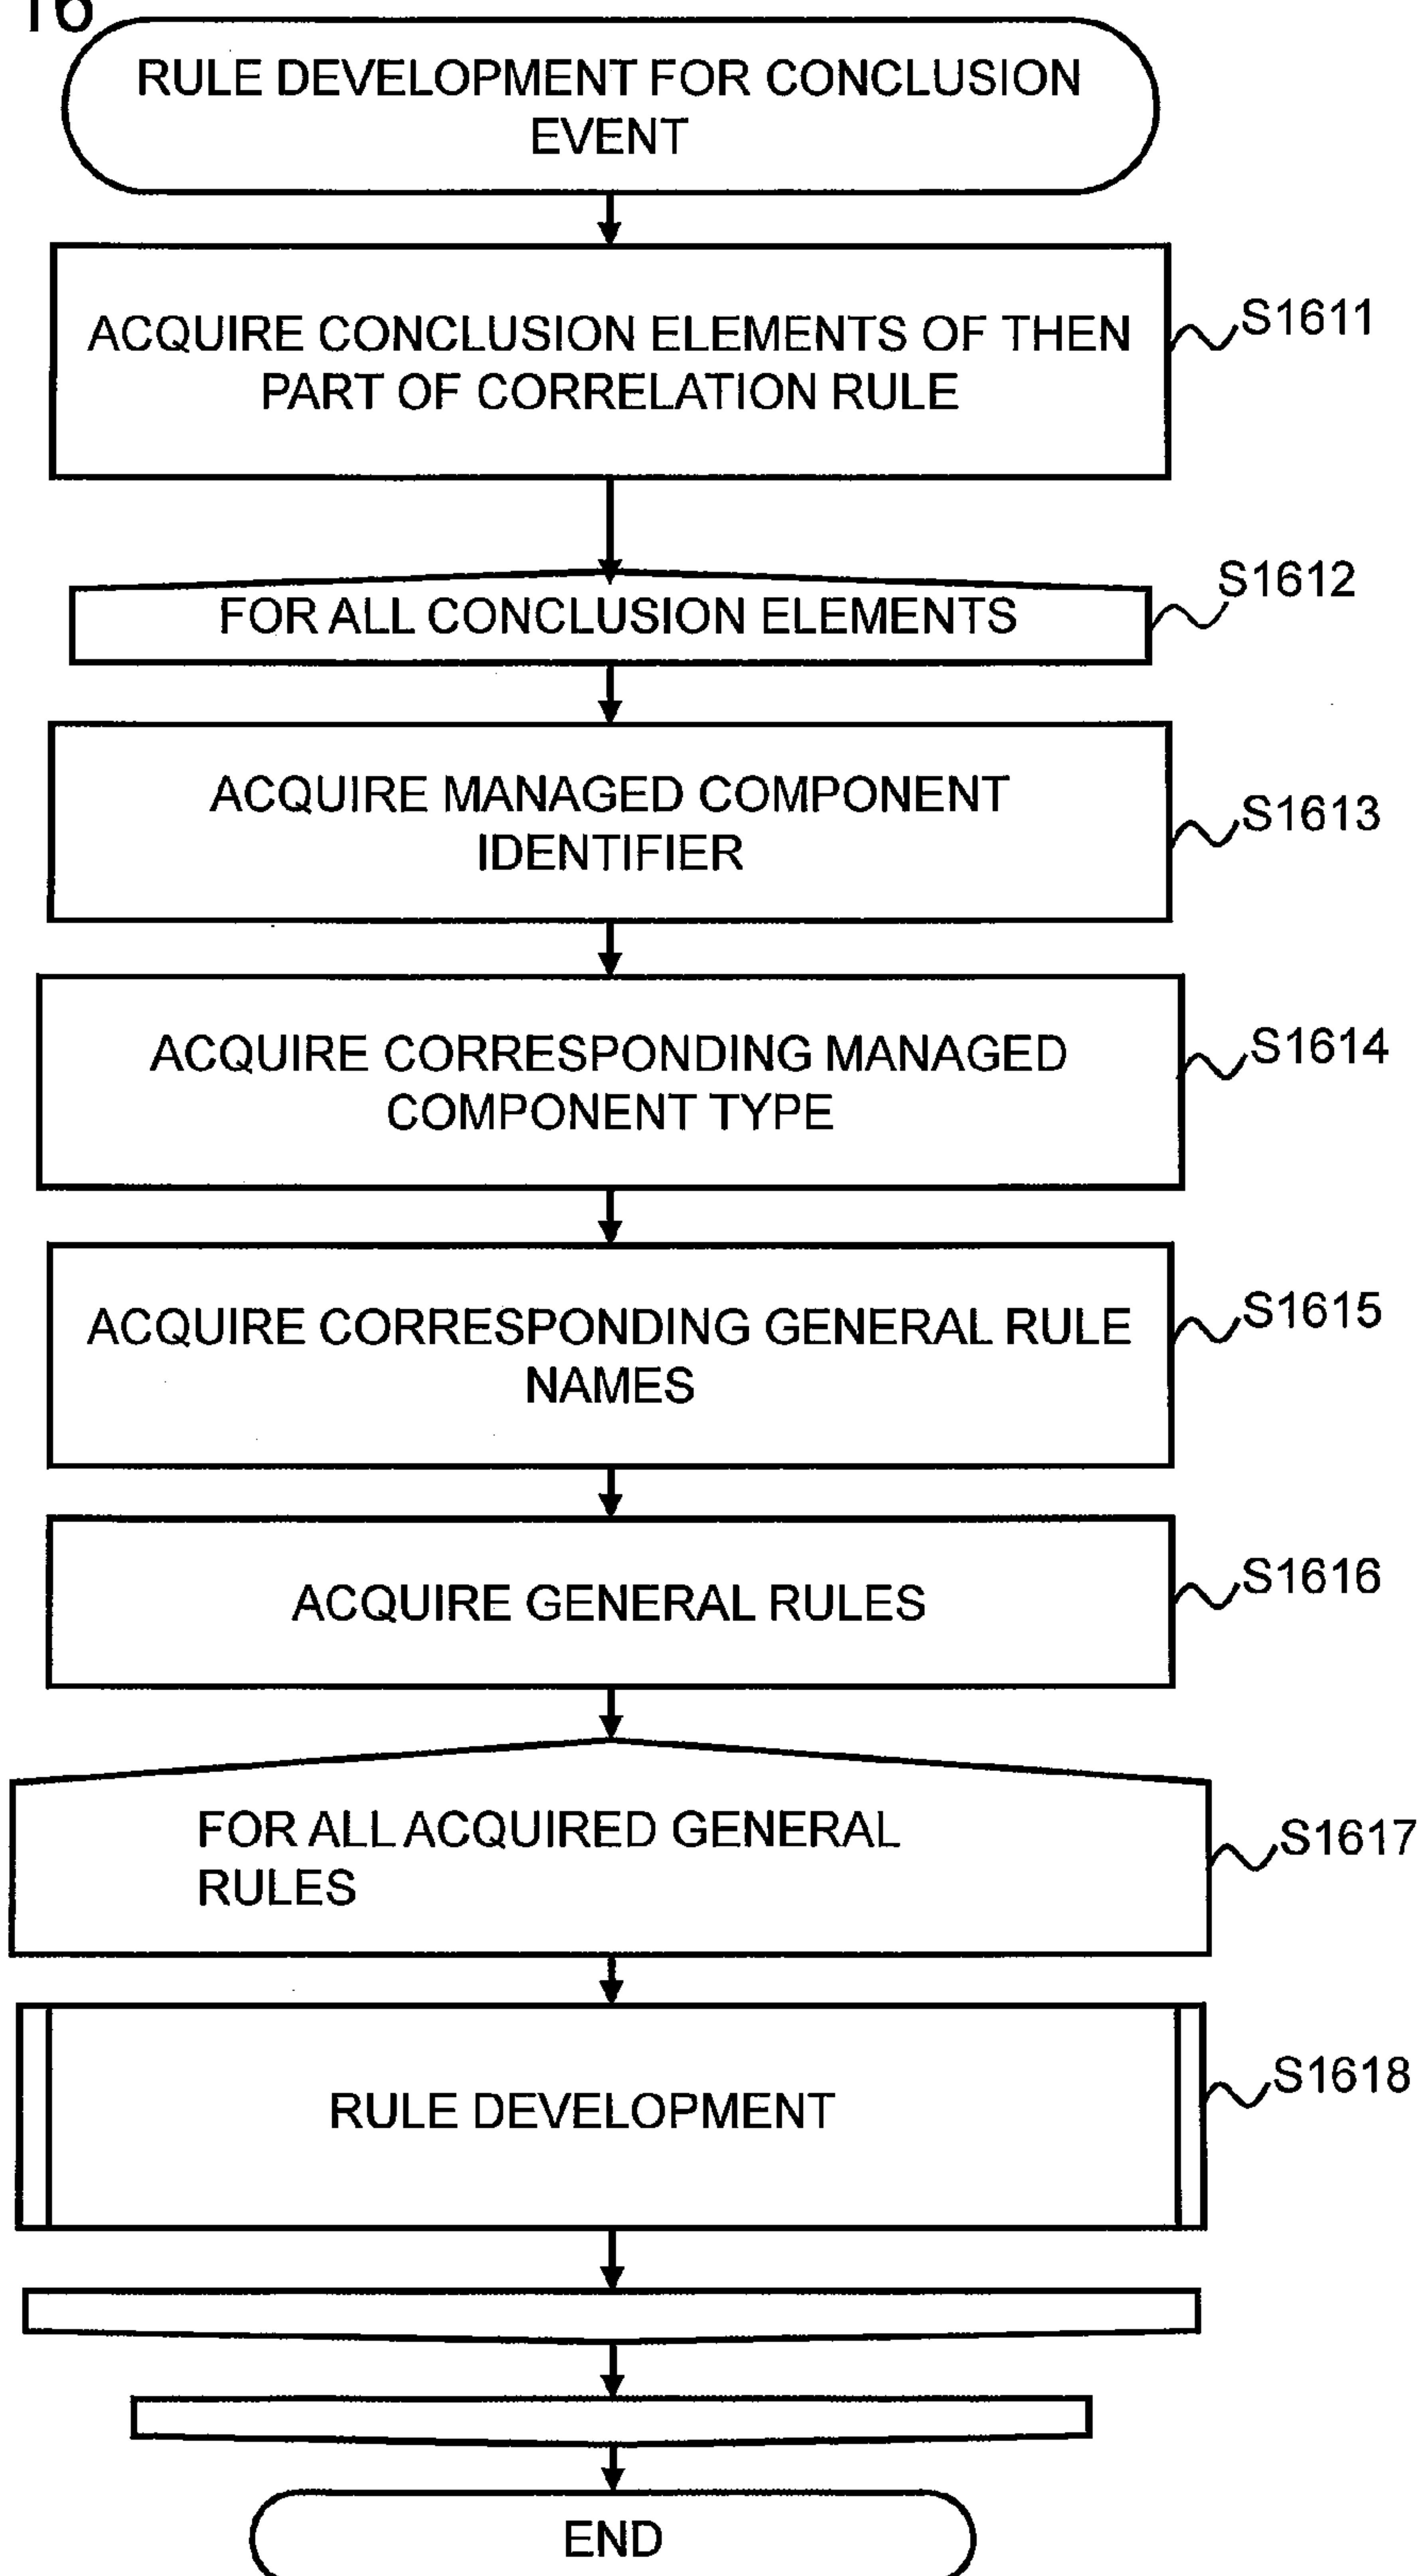 16
RULE DEVELOPMENT FOR CONCLUSION
EVENT
ACQUIRE CONCLUSION ELEMENTS OF THEN
PART OF CORRELATION RULE
S1611
FOR ALL CONCLUSION ELEMENTS
S1612
ACQUIRE MANAGED COMPONENT
IDENTIFIER
S1613
ACQUIRE CORRESPONDING MANAGED
COMPONENT TYPE
S1614
ACQUIRE CORRESPONDING GENERAL RULE
NAMES
S1615
ACQUIRE GENERAL RULES
S1616
FOR ALL ACQUIRED GENERAL
RULES
S1617
RULE DEVELOPMENT
S1618
END